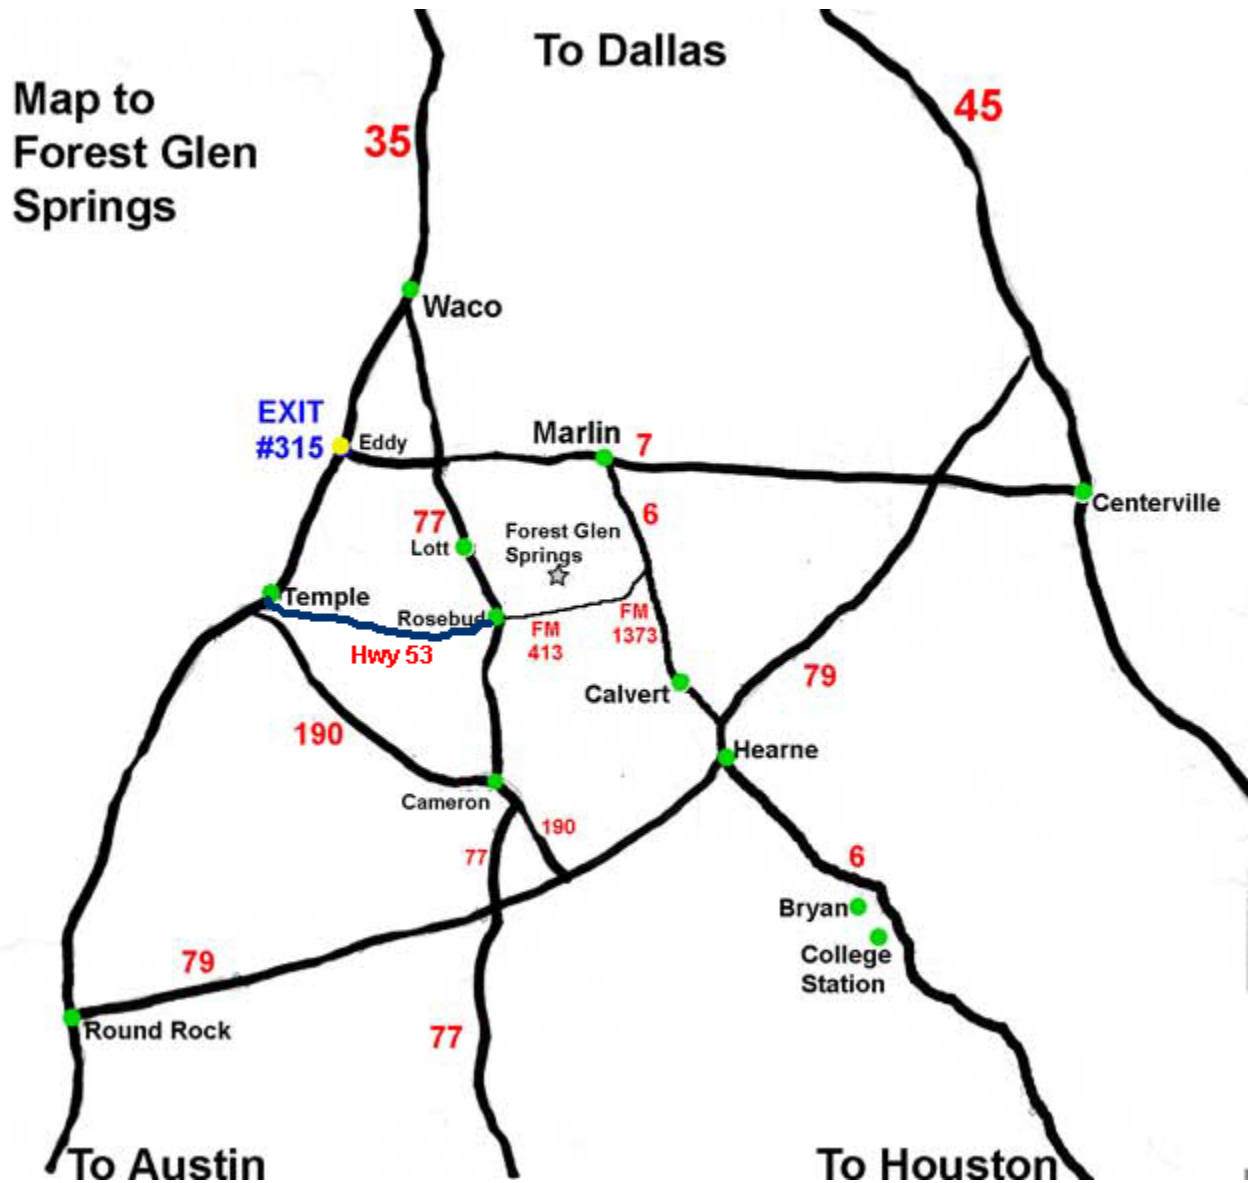 To Dallas
Map to
Forest Glen
Springs
45
35
Waco
EXIT
#315
Eddy
Marlin
7
Centerville
77
6
Lott
Forest Glen
Springs
Temple
Rosebud
FM
413
FM
1373
Hwy 53
Calvert
79
190
Hearne
Cameron
190
77
6
Bryan
College
Station
79
Round Rock
77
To Austin
To Houston